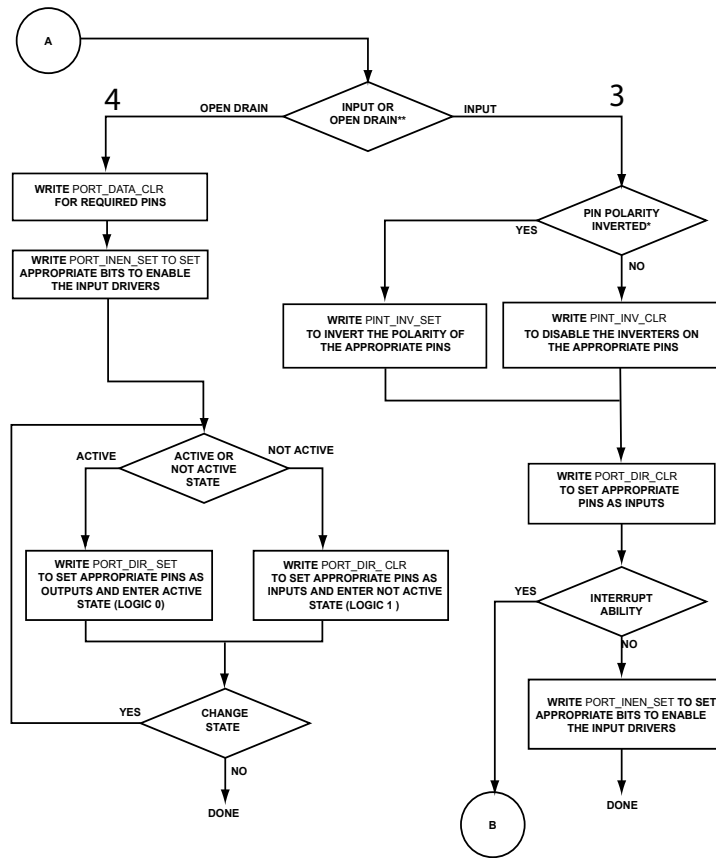 A
4
3
OPEN DRAIN
INPUT OR
OPEN DRAIN**
INPUT
WRITE PORT_DATA_CLR
FOR REQUIRED PINS
PIN POLARITY
INVERTED*
YES
NO
WRITE PORT_INEN_SET TO SET
APPROPRIATE BITS TO ENABLE
THE INPUT DRIVERS
WRITE PINT_INV_SET
TO INVERT THE POLARITY OF
THE APPROPRIATE PINS
WRITE PINT_INV_CLR
TO DISABLE THE INVERTERS ON
THE APPROPRIATE PINS
ACTIVE
ACTIVE OR
NOT ACTIVE
STATE
NOT ACTIVE
WRITE PORT_DIR_CLR
TO SET APPROPRIATE
PINS AS INPUTS
WRITE PORT_DIR_SET
TO SET APPROPRIATE PINS AS
OUTPUTS AND ENTER ACTIVE
STATE (LOGIC 0)
WRITE PORT_DIR_ CLR
TO SET APPROPRIATE PINS AS
INPUTS AND ENTER NOT ACTIVE
STATE (LOGIC 1 )
YES
INTERRUPT
ABILITY
NO
YES
CHANGE
STATE
NO
DONE
WRITE PORT_INEN_SET TO SET
APPROPRIATE BITS TO ENABLE
THE INPUT DRIVERS
DONE
B